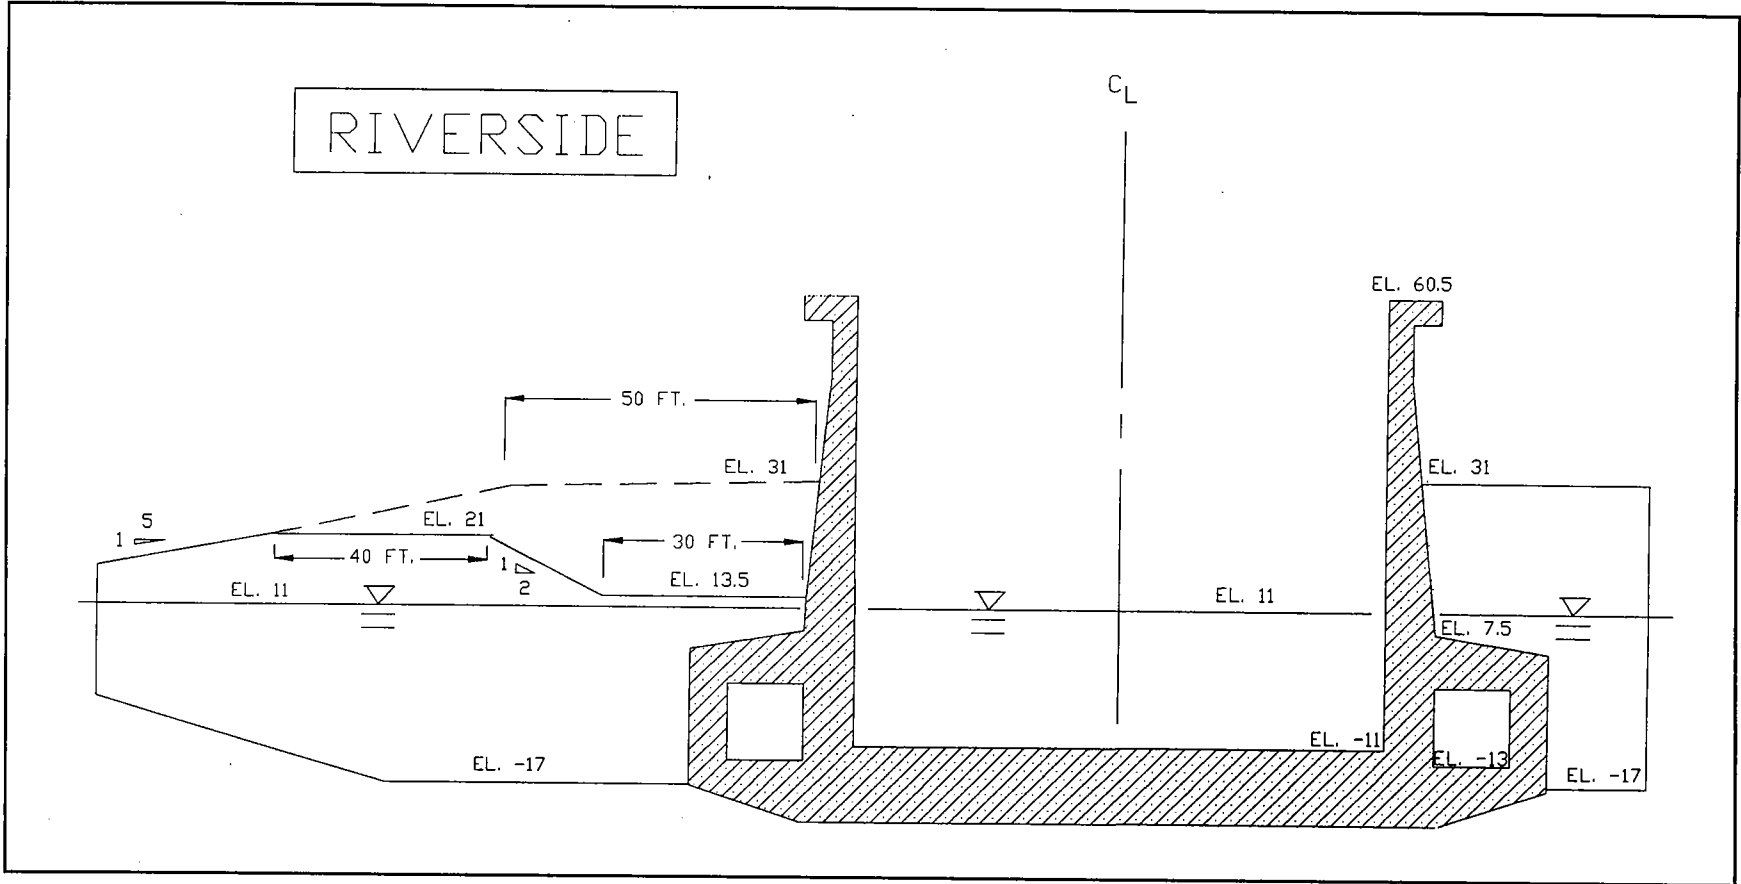 RIVERSIDE
CL
EL. 60.5
50 FT.
EL. 31
EL. 31
5
1
EL. 21
40 FT.
30 FT.
1
2
EL. 13.5
EL. 11
EL. 11
EL. 7.5
EL. -11
EL. -13
EL. -17
EL. -17